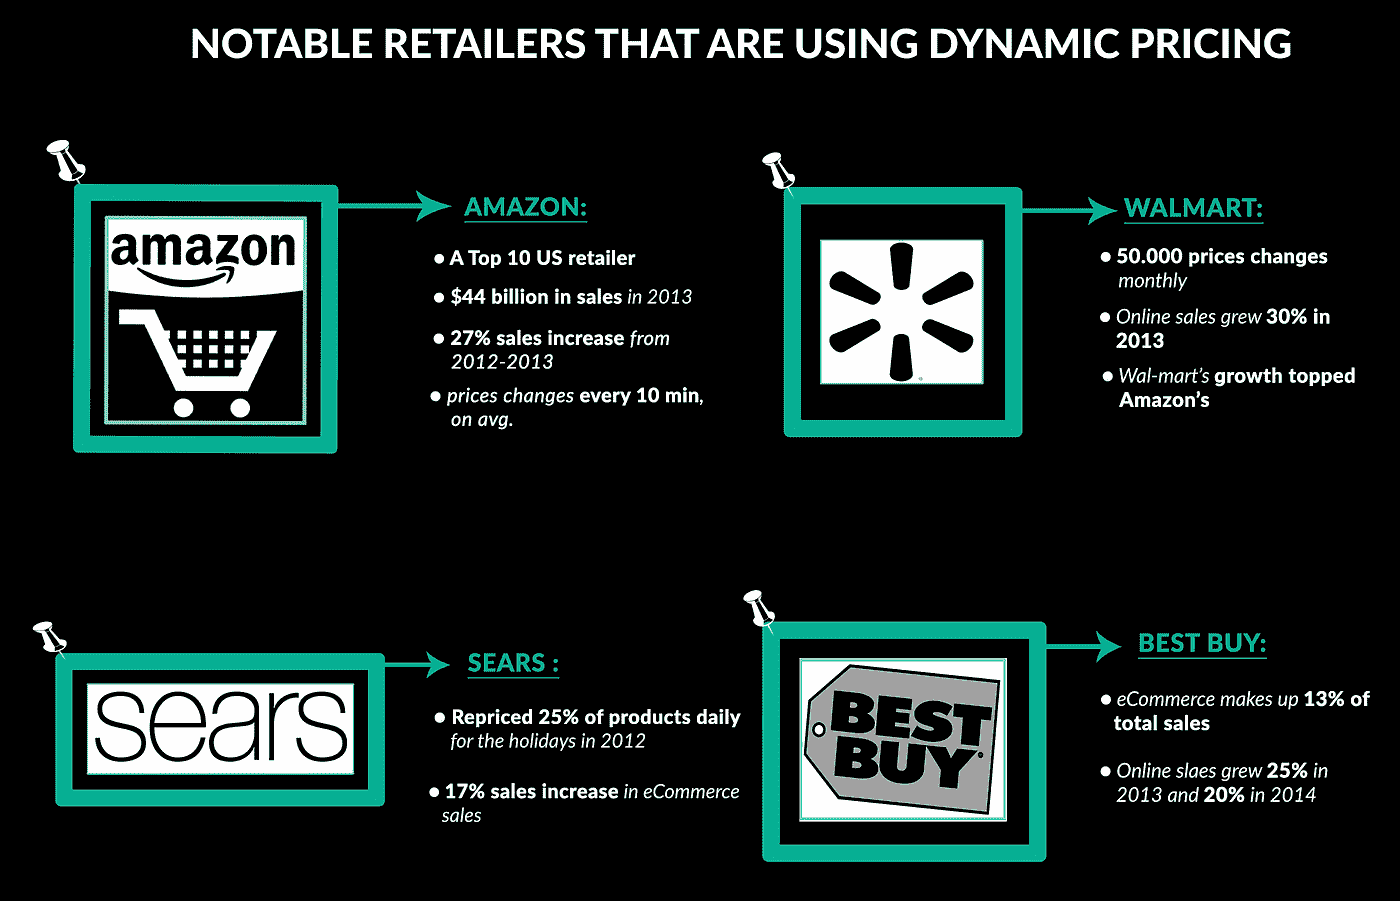 NOTABLE RETAILERS THAT ARE USING DYNAMIC PRICING
amazon
AMAZON:
● A Top 10 US retailer
● $44 billion in sales in 2013
● 27% sales increase from
2012-2013
● prices changes every 10 min,
on avg.
WALMART:
● 50.000 prices changes
monthly
● Online sales grew 30% in
2013
● Wal-mart's growth topped
Amazon's
sears
SEARS :
● Repriced 25% of products daily
for the holidays in 2012
● 17% sales increase in eCommerce
sales
BEST
BUY
BEST BUY:
● eCommerce makes up 13% of
total sales
● Online slaes grew 25% in
2013 and 20% in 2014